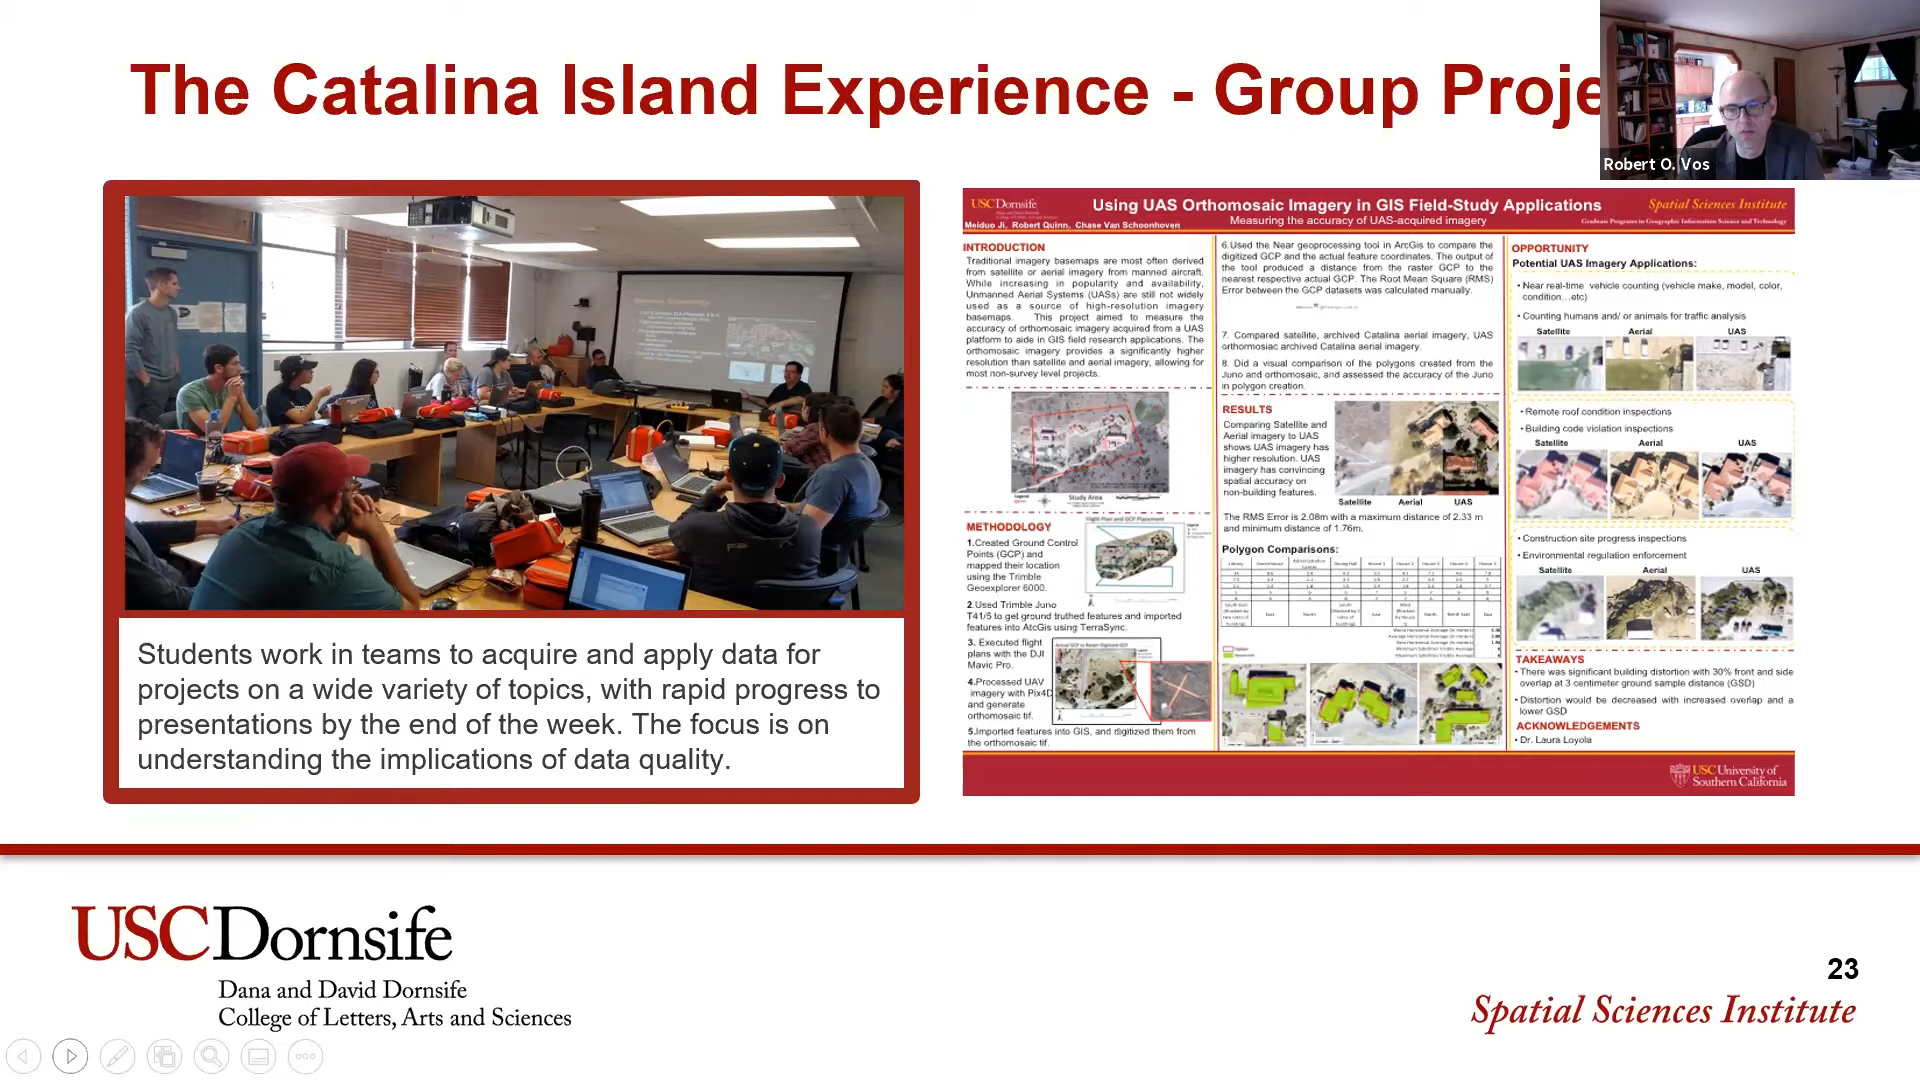 The Catalina Island Experience - Group Proje
Robert O. Vos
Students work in teams to acquire and apply data for
projects on a wide variety of topics, with rapid progress to
presentations by the end of the week. The focus is on
understanding the implications of data quality.
USC Dornsife
Using UAS Orthomosaic Imagery in GIS Field-Study Applications
Spatial Sciences Institute
Measuring the accuracy of UAS-acquired imagery
Graduate Programs in Geographic Information Science and Technology
Meiduo Ji, Robert Quinn, Chase Van Schoonhoven
INTRODUCTION
Traditional imagery basemaps are most often derived
from satellite or aerial imagery from manned aircraft.
While increasing in popularity and availability,
Unmanned Aerial Systems (UASs) are still not widely
used as a source of high-resolution imagery
basemaps. This project aimed to measure the
accuracy of orthomosaic imagery acquired from a UAS
platform to aide in GIS field research applications. The
orthomosaic imagery provides a significantly higher
resolution than satellite and aerial imagery, allowing for
most non-survey level projects.
Legend
Study Area
METHODOLOGY
Flight Plan and GCP Placement
1.Created Ground Control
Points (GCP) and
mapped their location
using the Trimble
Geoexplorer 6000.
2.Used Trimble Juno
T41/5 to get ground truthed features and imported
features into AtcGis using TerraSync.
3. Executed flight
plans with the DJI
Mavic Pro.
4.Processed UAV
imagery with Pix4D
and generate
orthomosaic tif.
Actual GCP vs Raster Digitized GCP
5.Imported features into GIS, and digitized them from
the orthomosaic tif.
6.Used the Near geoprocessing tool in ArcGis to compare the
digitized GCP and the actual feature coordinates. The output of
the tool produced a distance from the raster GCP to the
nearest respective actual GCP. The Root Mean Square (RMS)
Error between the GCP datasets was calculated manually.
7. Compared satellite, archived Catalina aerial imagery, UAS
orthormosiac archived Catalina aerial imagery.
8. Did a visual comparison of the polygons created from the
Juno and orthomosaic, and assessed the accuracy of the Juno
in polygon creation.
RESULTS
Comparing Satellite and
Aerial imagery to UAS
shows UAS imagery has
higher resolution. UAS
imagery has convincing
spatial accuracy on
non-building features.
Satellite Aerial UAS
The RMS Error is 2.08m with a maximum distance of 2.33 m
and minimum distance of 1.76m.
Polygon Comparisons:
OPPORTUNITY
Potential UAS Imagery Applications:
• Near real-time vehicle counting (vehicle make, model, color,
condition...etc)
• Counting humans and/ or animals for traffic analysis
Satellite Aerial UAS
• Remote roof condition inspections
• Building code violation inspections
Satellite Aerial UAS
• Construction site progress inspections
• Environmental regulation enforcement
Satellite Aerial UAS
TAKEAWAYS
• There was significant building distortion with 30% front and side
overlap at 3 centimeter ground sample distance (GSD)
• Distortion would be decreased with increased overlap and a
lower GSD
ACKNOWLEDGEMENTS
• Dr. Laura Loyola
USC University of
Southern California
USC Dornsife
Dana and David Dornsife
College of Letters, Arts and Sciences
23
Spatial Sciences Institute